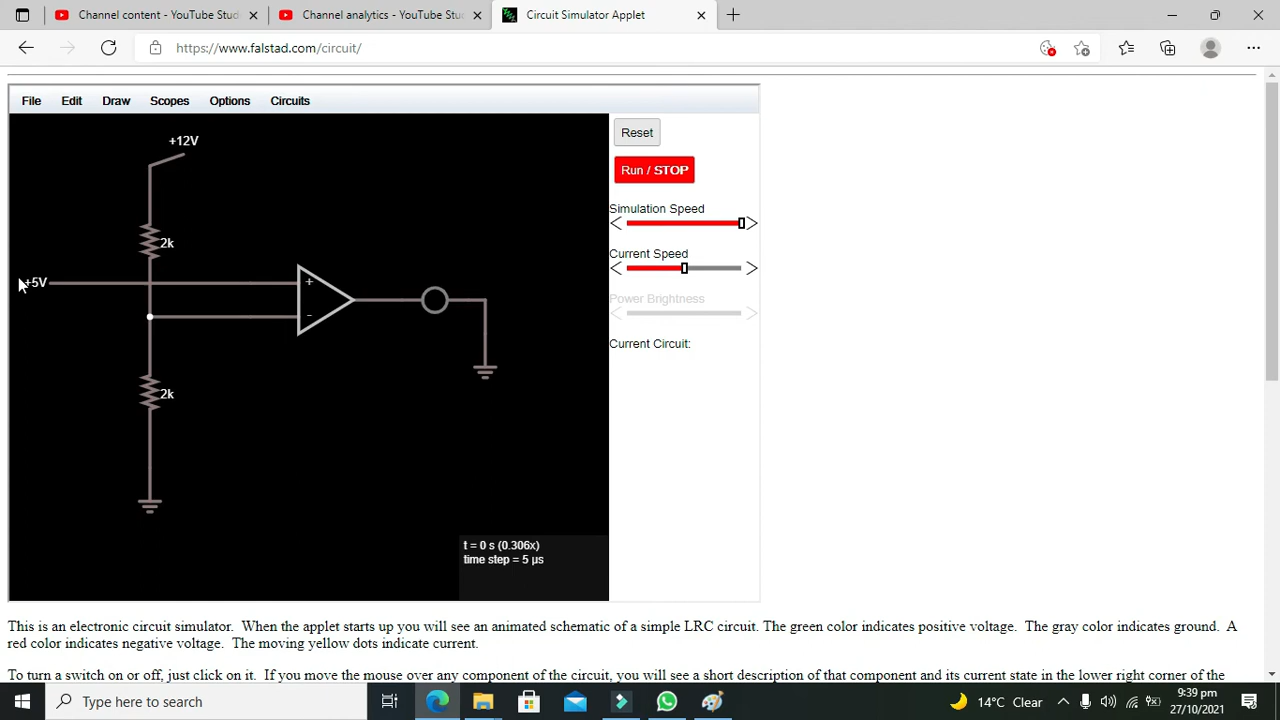 Channel content - YouTube Stud
Channel analytics - YouTube Stu
Circuit Simulator Applet
https://www.falstad.com/circuit/
File Edit Draw Scopes Options Circuits
Reset
Run / STOP
Simulation Speed
Current Speed
Power Brightness
Current Circuit:
+12V
2k
+5V
+
-
2k
t = 0 s (0.306x)
time step = 5 μs
This is an electronic circuit simulator. When the applet starts up you will see an animated schematic of a simple LRC circuit. The green color indicates positive voltage. The gray color indicates ground. A
red color indicates negative voltage. The moving yellow dots indicate current.
To turn a switch on or off, just click on it. If you move the mouse over any component of the circuit, you will see a short description of that component and its current state in the lower right corner of the
Type here to search
14°C Clear
9:39 pm
27/10/2021